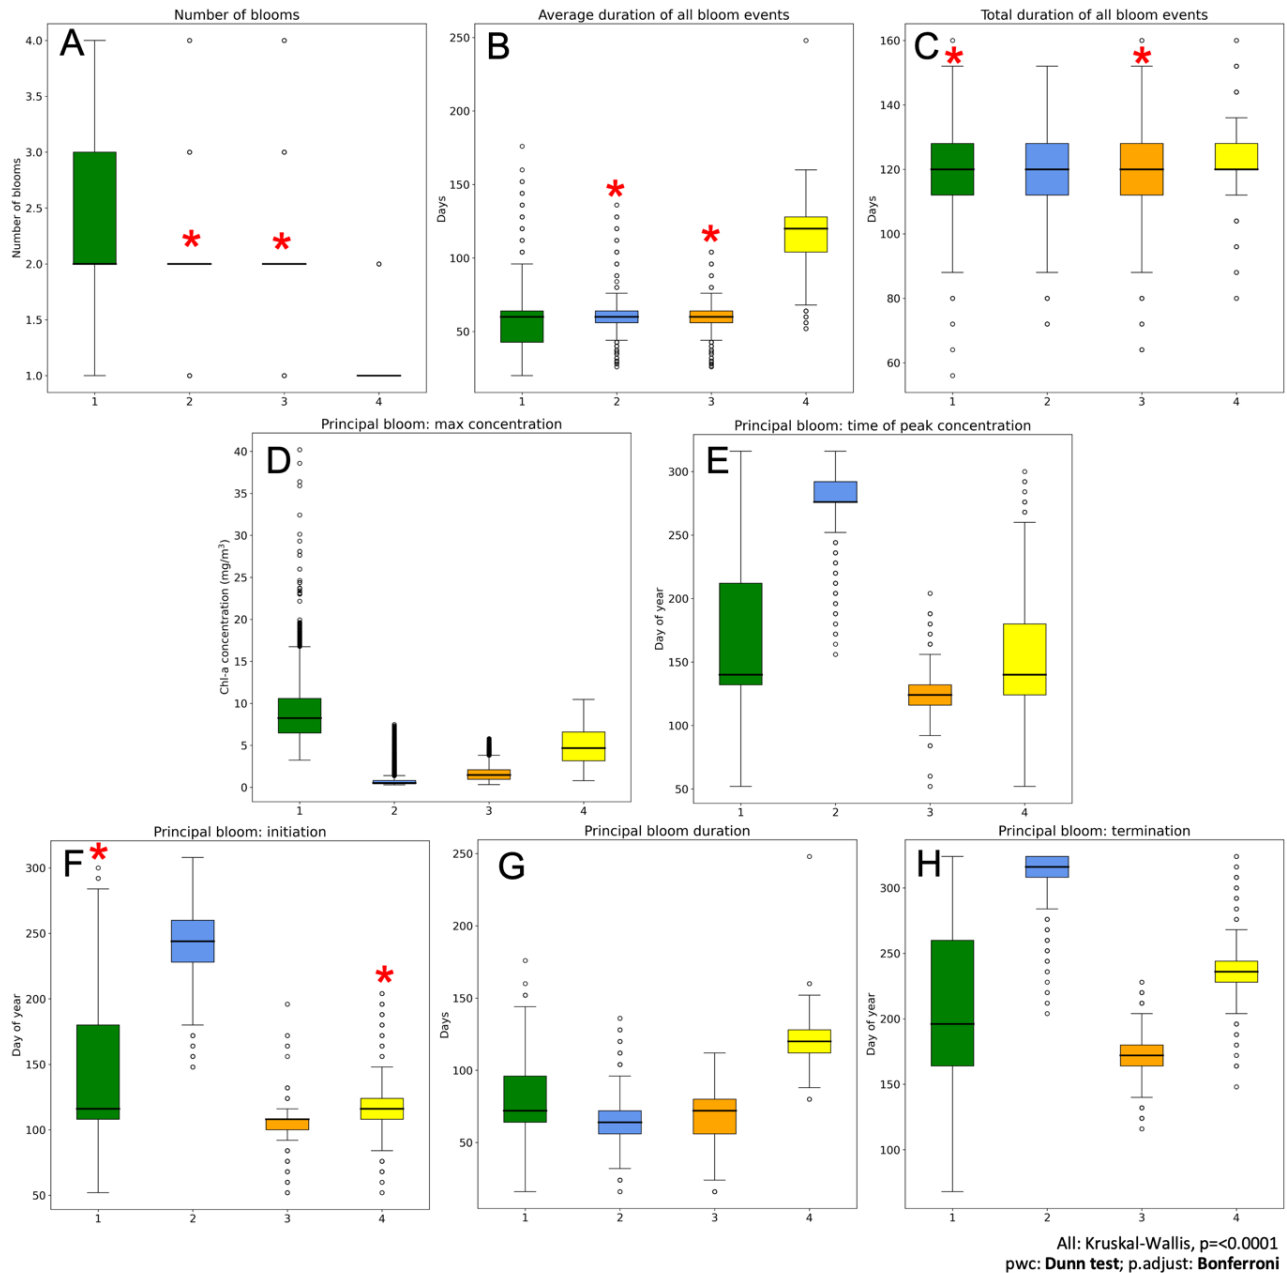 Number of blooms
Average duration of all bloom events
Total duration of all bloom events
A
B
C
Number of blooms
4.0
3.5
3.0
2.5
2.0
1.5
1.0
1 2 3 4
*
*
Days
250
200
150
100
50
1 2 3 4
*
*
Days
160
140
120
100
80
60
1 2 3 4
*
*
Principal bloom: max concentration
Principal bloom: time of peak concentration
D
E
Chl-a concentration (mg/m³)
40
35
30
25
20
15
10
5
0
1 2 3 4
Day of year
300
250
200
150
100
50
1 2 3 4
Principal bloom: initiation
Principal bloom duration
Principal bloom: termination
F
G
H
Day of year
300
250
200
150
100
50
1 2 3 4
*
*
Days
250
200
150
100
50
1 2 3 4
Day of year
300
250
200
150
100
1 2 3 4
All: Kruskal-Wallis, p=<0.0001
pwc: Dunn test; p.adjust: Bonferroni